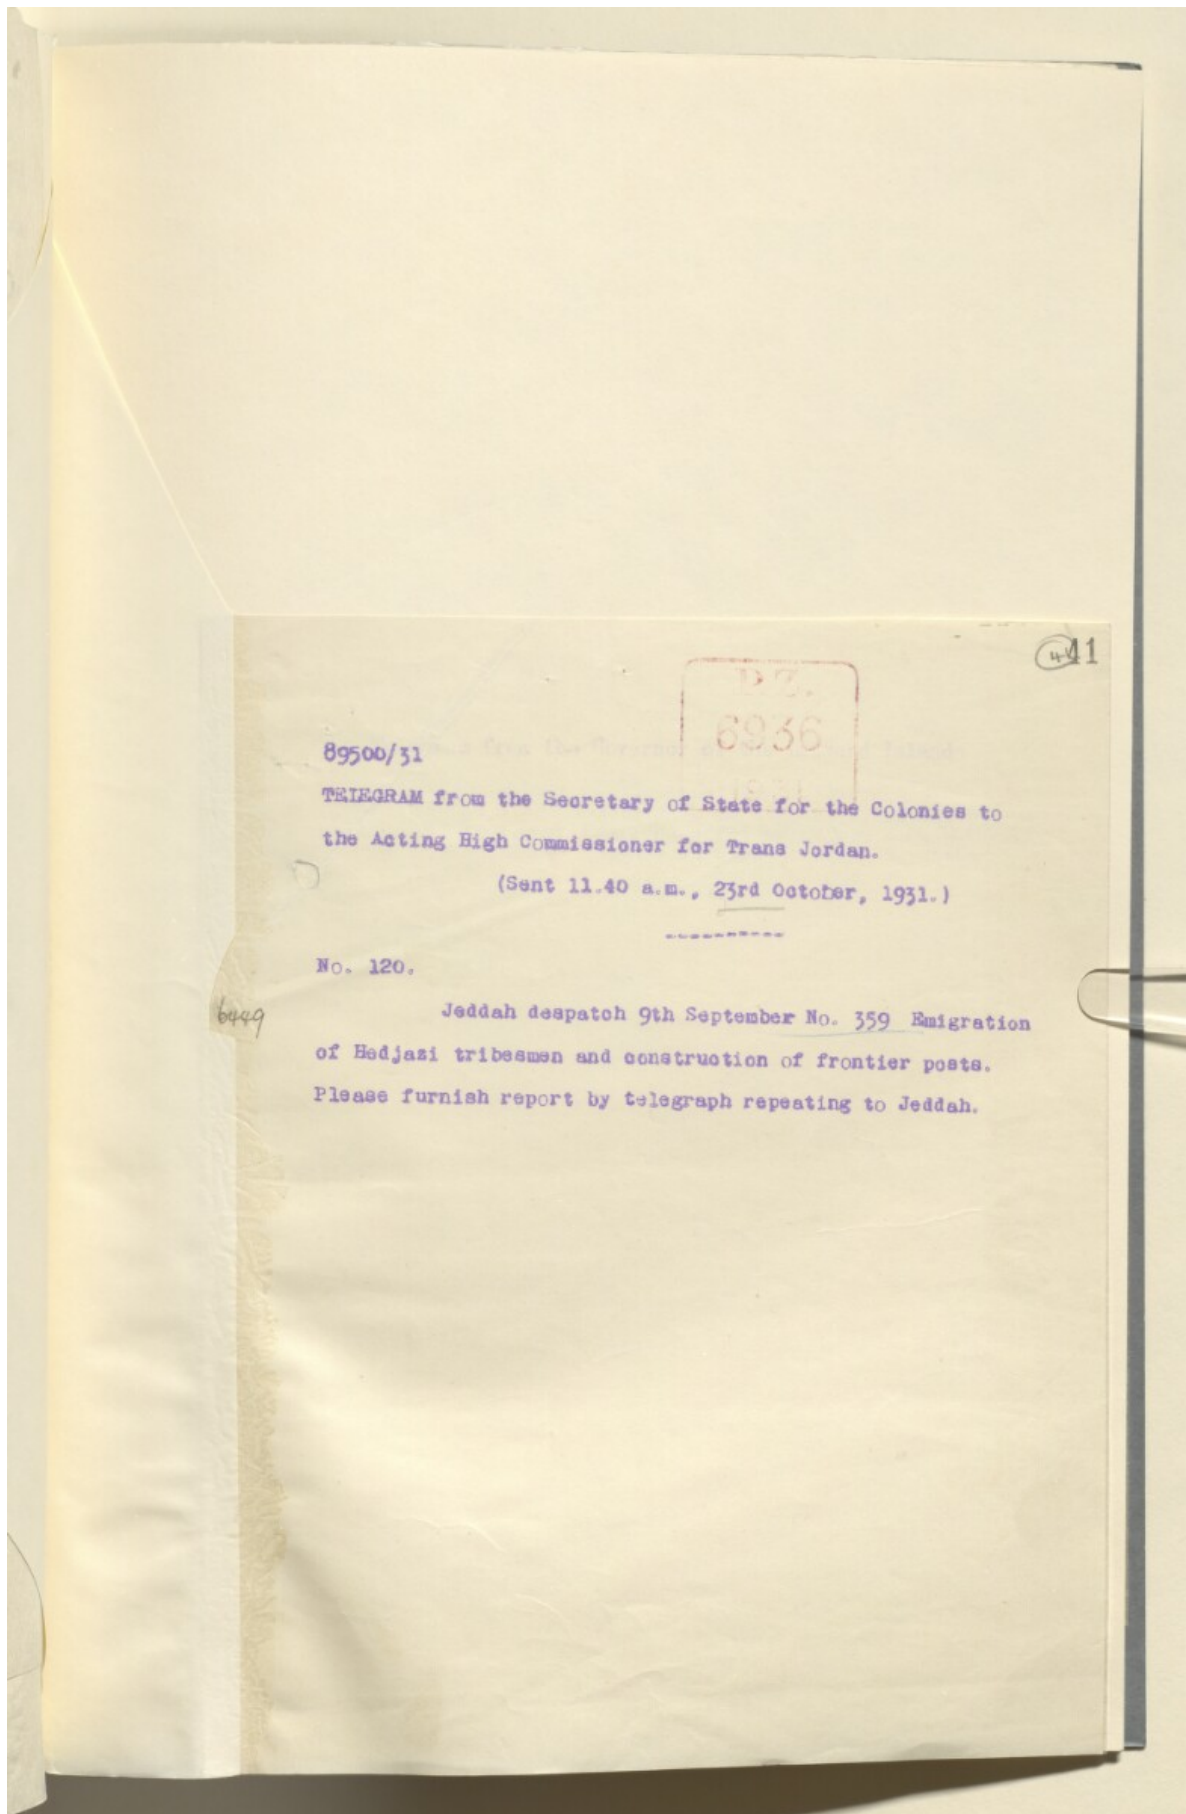 41
P.Z.
6936
1931
89500/31
TELEGRAM from the Secretary of State for the Colonies to
the Acting High Commissioner for Trans Jordan.
(Sent 11.40 a.m., 23rd October, 1931.)
-----------
No. 120.
6449
Jeddah despatch 9th September No. 359 Emigration
of Hedjazi tribesmen and construction of frontier posts.
Please furnish report by telegraph repeating to Jeddah.